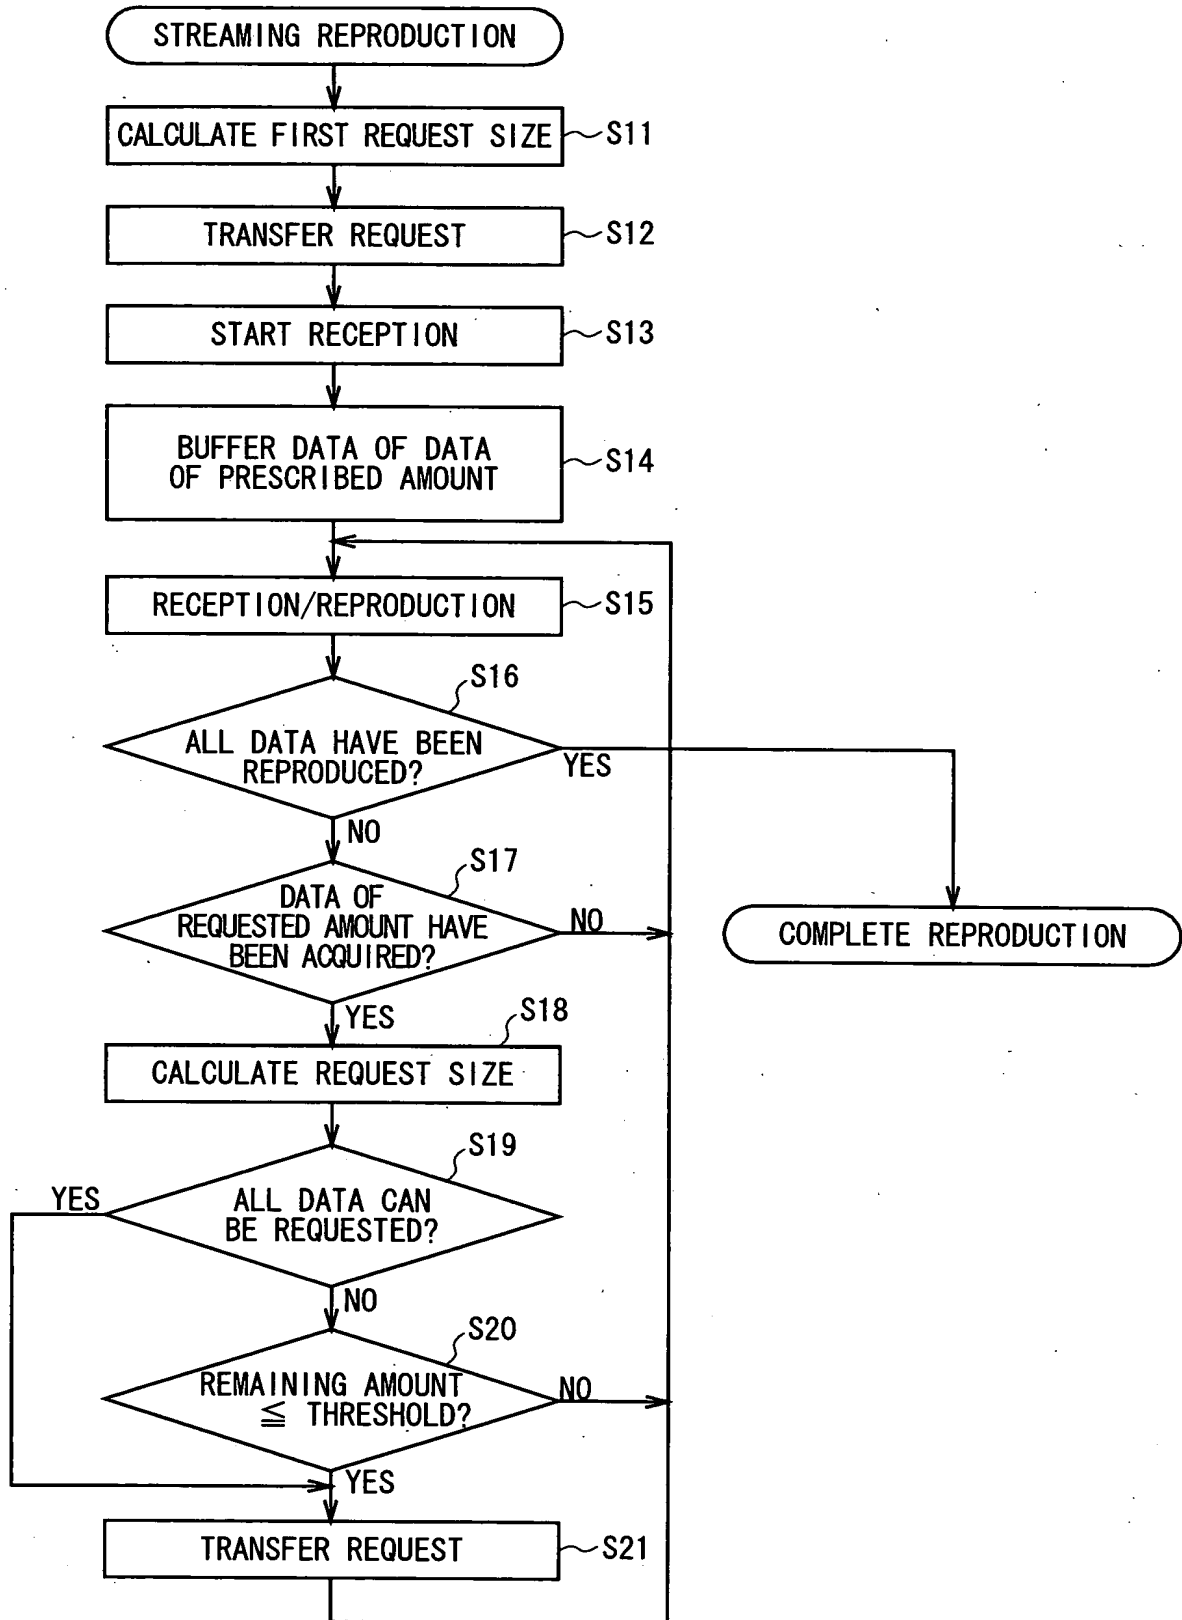 STREAMING REPRODUCTION
CALCULATE FIRST REQUEST SIZE
S11
TRANSFER REQUEST
S12
START RECEPTION
S13
BUFFER DATA OF DATA
OF PRESCRIBED AMOUNT
S14
RECEPTION/REPRODUCTION
S15
S16
ALL DATA HAVE BEEN
REPRODUCED?
YES
NO
S17
DATA OF
REQUESTED AMOUNT HAVE
BEEN ACQUIRED?
NO
COMPLETE REPRODUCTION
YES
S18
CALCULATE REQUEST SIZE
S19
YES
ALL DATA CAN
BE REQUESTED?
NO
S20
REMAINING AMOUNT
≦ THRESHOLD?
NO
YES
TRANSFER REQUEST
S21